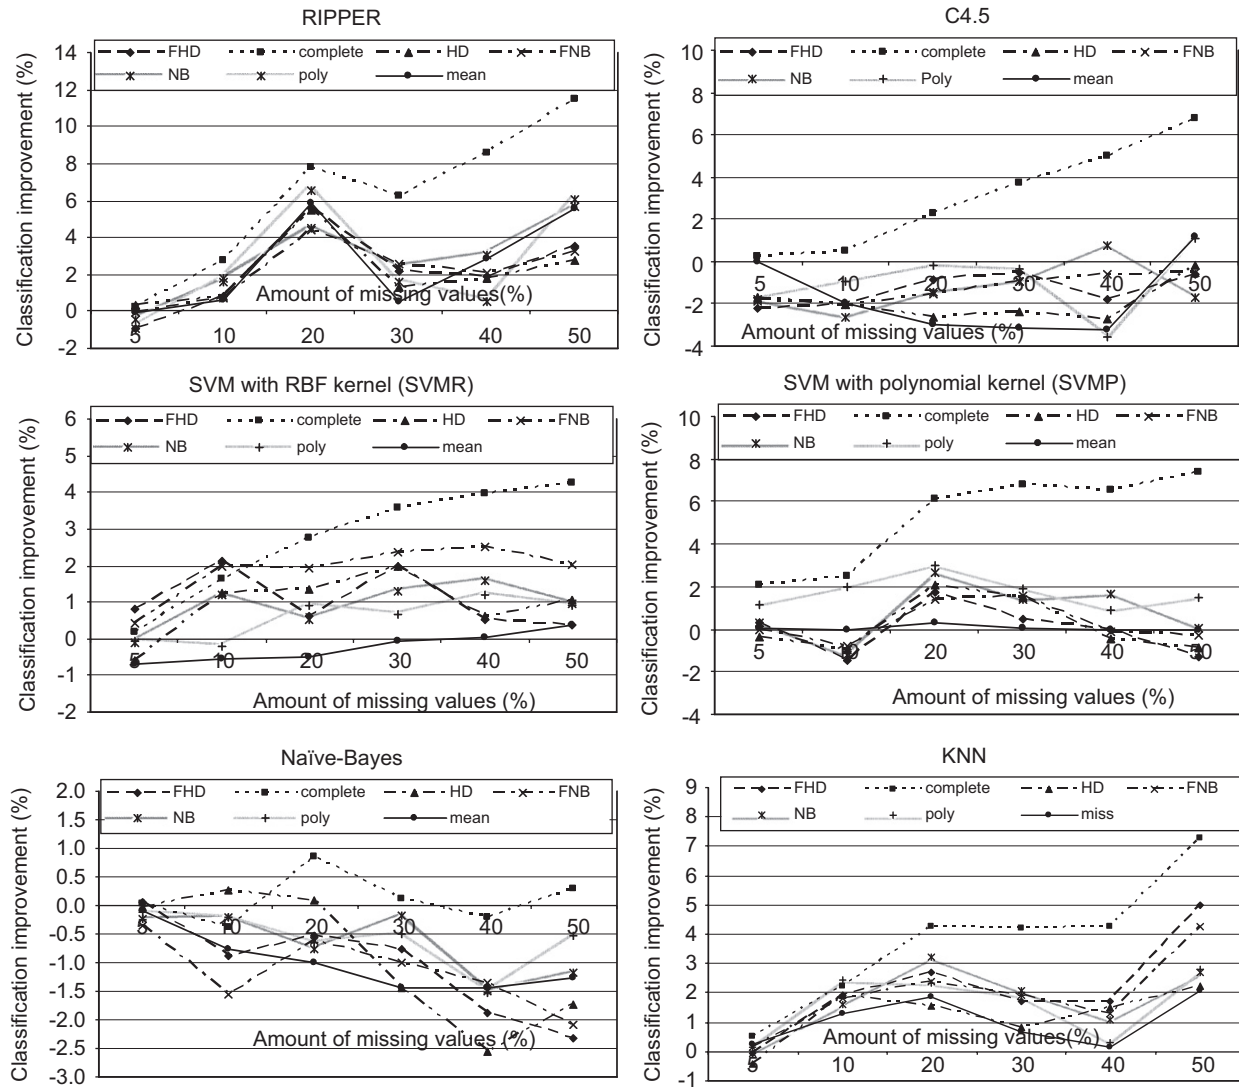 RIPPER
Classification improvement (%)
14
12
10
8
6
4
2
0
-2
FHD complete HD FNB
NB poly mean
Amount of missing values(%)
5 10 20 30 40 50
C4.5
Classification improvement (%)
10
8
6
4
2
0
-2
-4
FHD complete HD FNB
NB Poly mean
5 10 20 30 40 50
Amount of missing values (%)
SVM with RBF kernel (SVMR)
Classification improvement (%)
6
5
4
3
2
1
0
-1
-2
FHD complete HD FNB
NB poly mean
5 10 20 30 40 50
Amount of missing values (%)
SVM with polynomial kernel (SVMP)
Classification improvement (%)
10
8
6
4
2
0
-2
-4
FHD complete HD FNB
NB poly mean
5 10 20 30 40 50
Amount of missing values (%)
Naïve-Bayes
Classification improvement (%)
2.0
1.5
1.0
0.5
0.0
-0.5
-1.0
-1.5
-2.0
-2.5
-3.0
FHD complete HD FNB
NB poly mean
5 10 20 30 40 50
Amount of missing values (%)
KNN
Classification improvement (%)
9
8
7
6
5
4
3
2
1
0
-1
FHD complete HD FNB
NB poly miss
Amount of missing values(%)
5 10 20 30 40 50